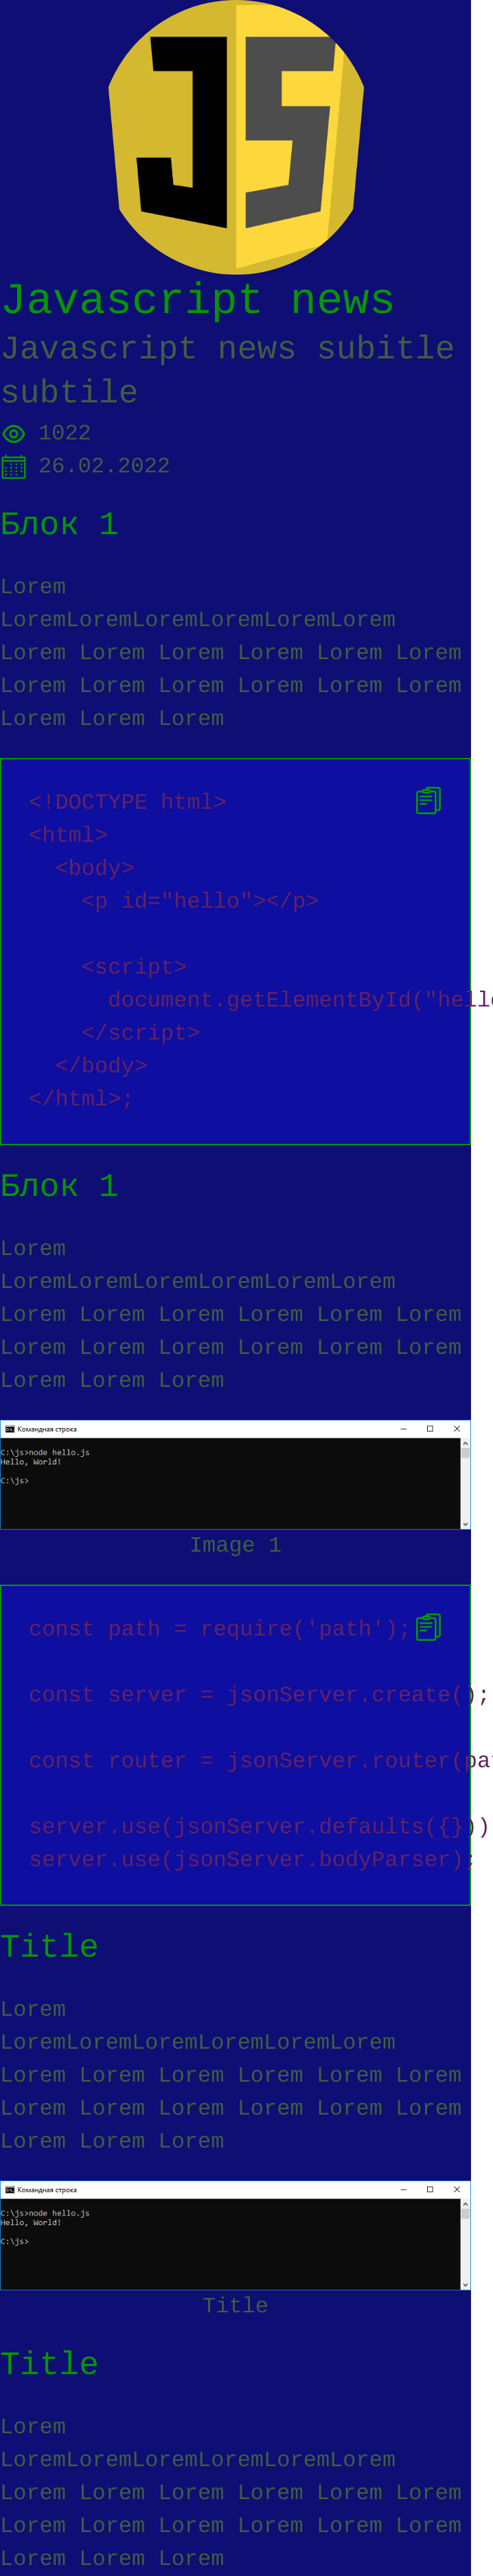 JS
Javascript news
Javascript news subitle
subtile
1022
26.02.2022
Блок 1
Lorem
LoremLoremLoremLoremLoremLorem
Lorem Lorem Lorem Lorem Lorem Lorem
Lorem Lorem Lorem Lorem Lorem Lorem
Lorem Lorem Lorem
<!DOCTYPE html>
<html>
  <body>
    <p id="hello"></p>
    <script>
      document.getElementById("hello
    </script>
  </body>
</html>;
Блок 1
Lorem
LoremLoremLoremLoremLoremLorem
Lorem Lorem Lorem Lorem Lorem Lorem
Lorem Lorem Lorem Lorem Lorem Lorem
Lorem Lorem Lorem
Командная строка
C:\js>node hello.js
Hello, World!
C:\js>
Image 1
const path = require('path');
const server = jsonServer.create();
const router = jsonServer.router(pat
server.use(jsonServer.defaults({}))
server.use(jsonServer.bodyParser);
Title
Lorem
LoremLoremLoremLoremLoremLorem
Lorem Lorem Lorem Lorem Lorem Lorem
Lorem Lorem Lorem Lorem Lorem Lorem
Lorem Lorem Lorem
Командная строка
C:\js>node hello.js
Hello, World!
C:\js>
Title
Title
Lorem
LoremLoremLoremLoremLoremLorem
Lorem Lorem Lorem Lorem Lorem Lorem
Lorem Lorem Lorem Lorem Lorem Lorem
Lorem Lorem Lorem